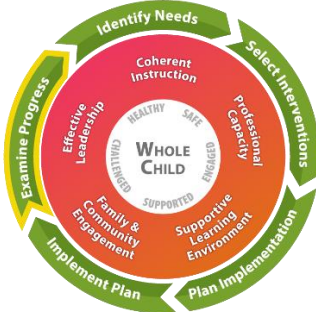 Identify Needs
Select Interventions
Plan Implementation
Implement Plan
Examine Progress
Coherent
Instruction
Professional
Capacity
Supportive
Learning
Environment
Family &
Community
Engagement
Effective
Leadership
HEALTHY
SAFE
ENGAGED
SUPPORTED
CHALLENGED
WHOLE
CHILD